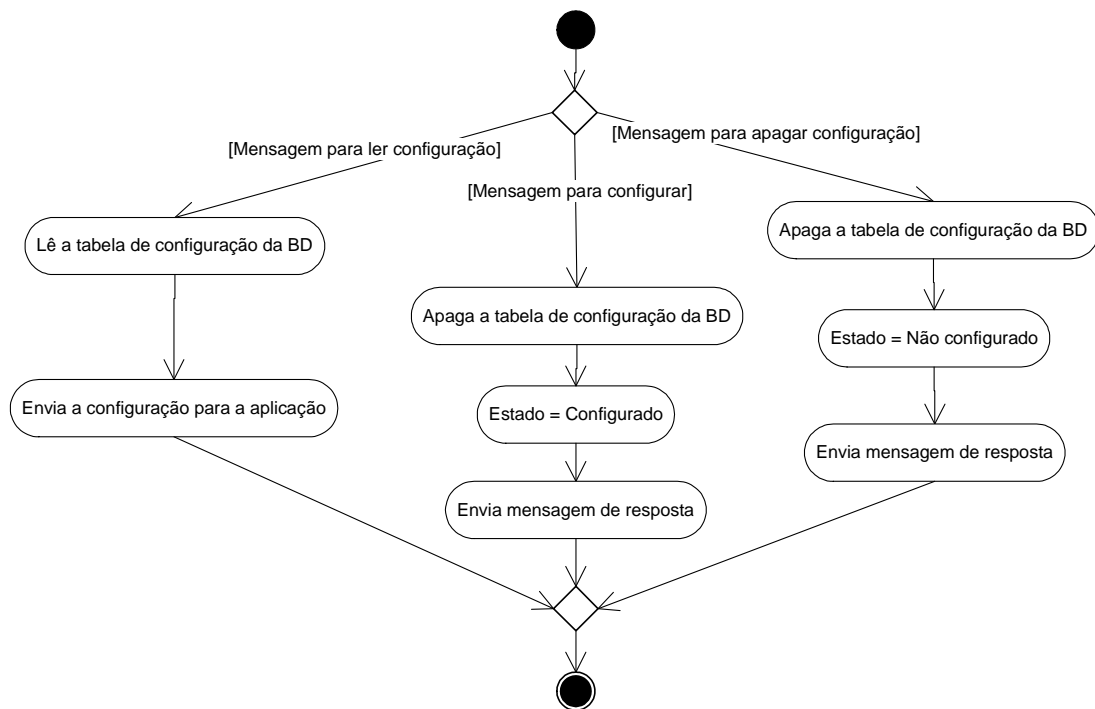 [Mensagem para ler configuração]
[Mensagem para apagar configuração]
[Mensagem para configurar]
Lê a tabela de configuração da BD
Apaga a tabela de configuração da BD
Apaga a tabela de configuração da BD
Estado = Não configurado
Envia a configuração para a aplicação
Estado = Configurado
Envia mensagem de resposta
Envia mensagem de resposta